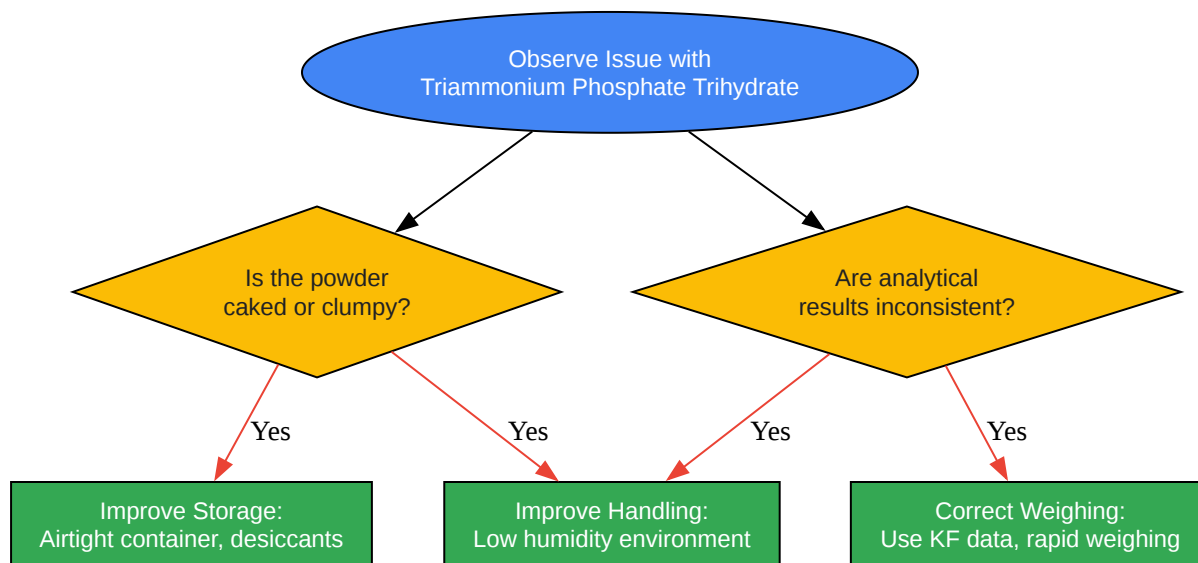 Observe Issue with
Triammonium Phosphate Trihydrate
Is the powder
caked or clumpy?
Are analytical
results inconsistent?
Yes
Yes
Yes
Yes
Improve Storage:
Airtight container, desiccants
Improve Handling:
Low humidity environment
Correct Weighing:
Use KF data, rapid weighing